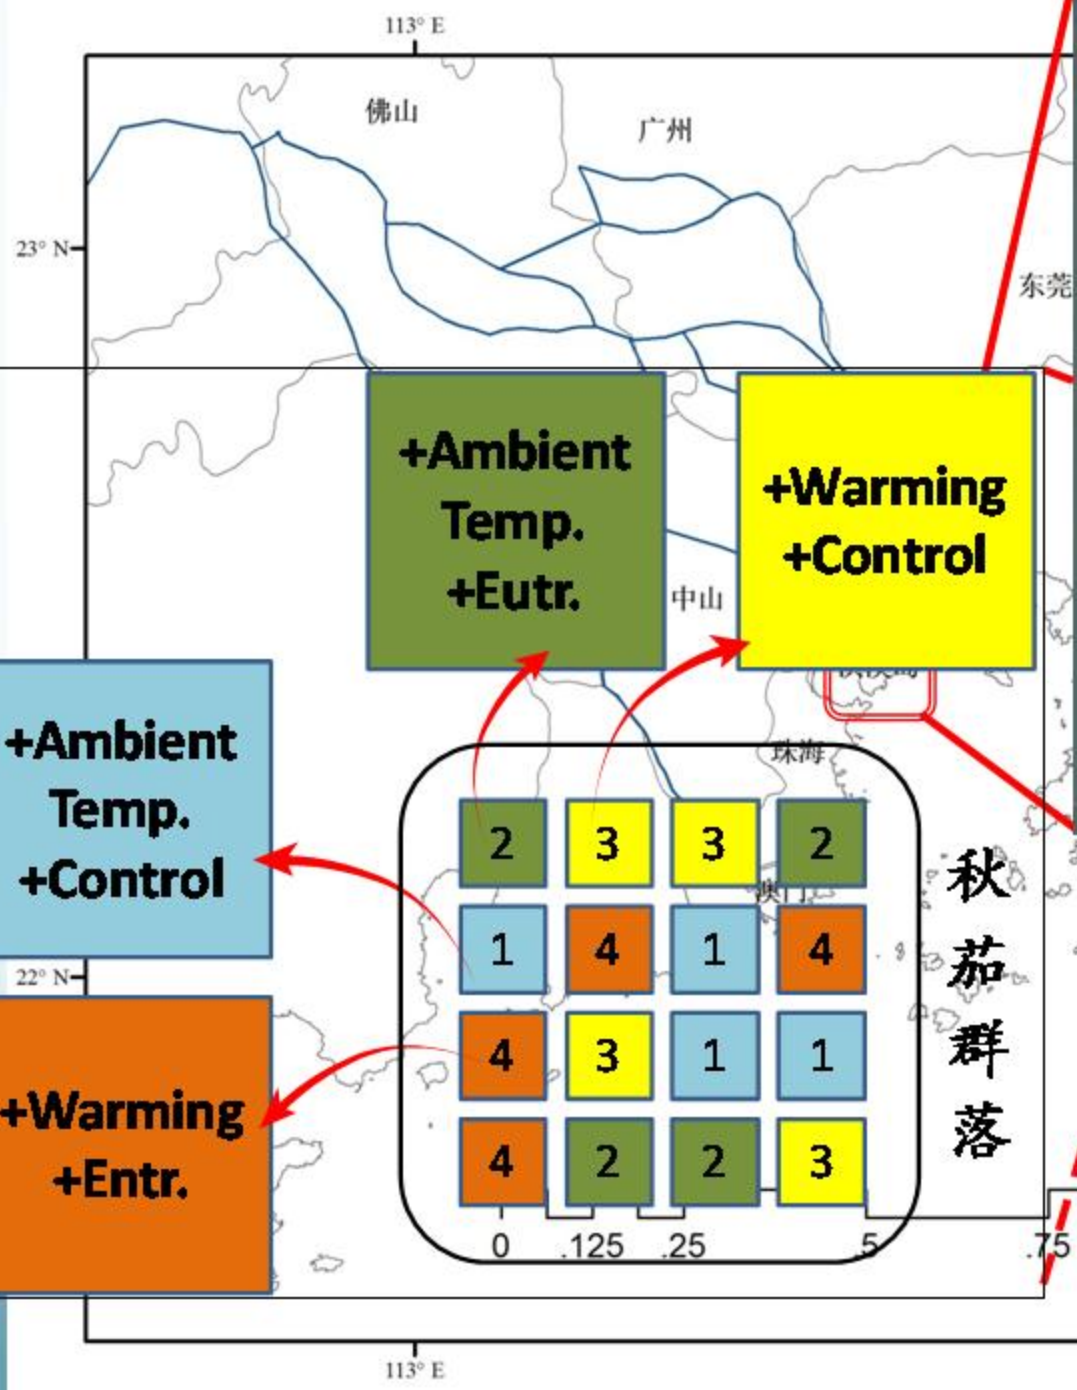 113° E
佛山
广州
23° N
东莞
+Ambient
Temp.
+Eutr.
+Warming
+Control
中山
+Ambient
Temp.
+Control
珠海
2 3 3 2
澳门
1 4 1 4
22° N
4 3 1 1
4 2 2 3
秋
茄
群
落
+Warming
+Entr.
0 .125 .25 .5 .75
113° E